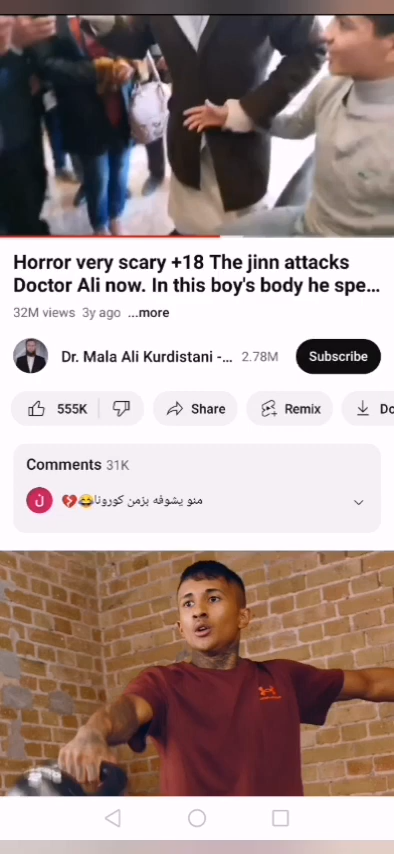 Horror very scary +18 The jinn attacks
Doctor Ali now. In this boy's body he spe...
32M views 3y ago ...more
Dr. Mala Ali Kurdistani -... 2.78M Subscribe
555K Share Remix Do
Comments 31K
ن منو يشوفه بزمن كورونا😂💔